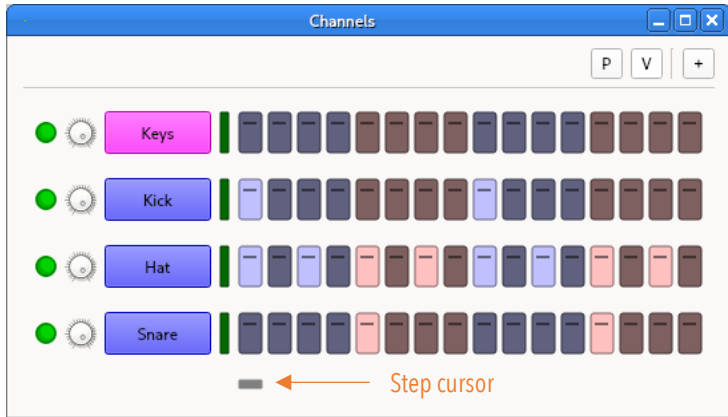 Channels
P V +
Keys
Kick
Hat
Snare
Step cursor